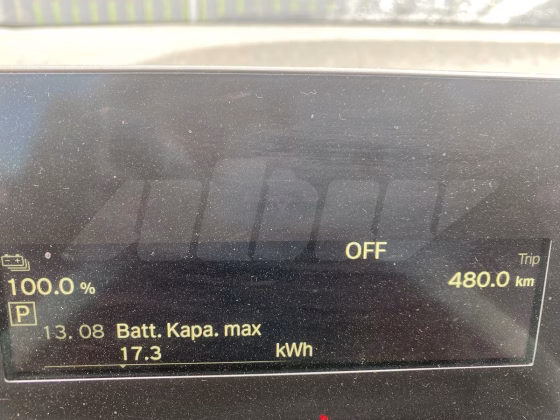 OFF
Trip
100.0 %
480.0 km
P
13. 08 Batt. Kapa. max
17.3 kWh